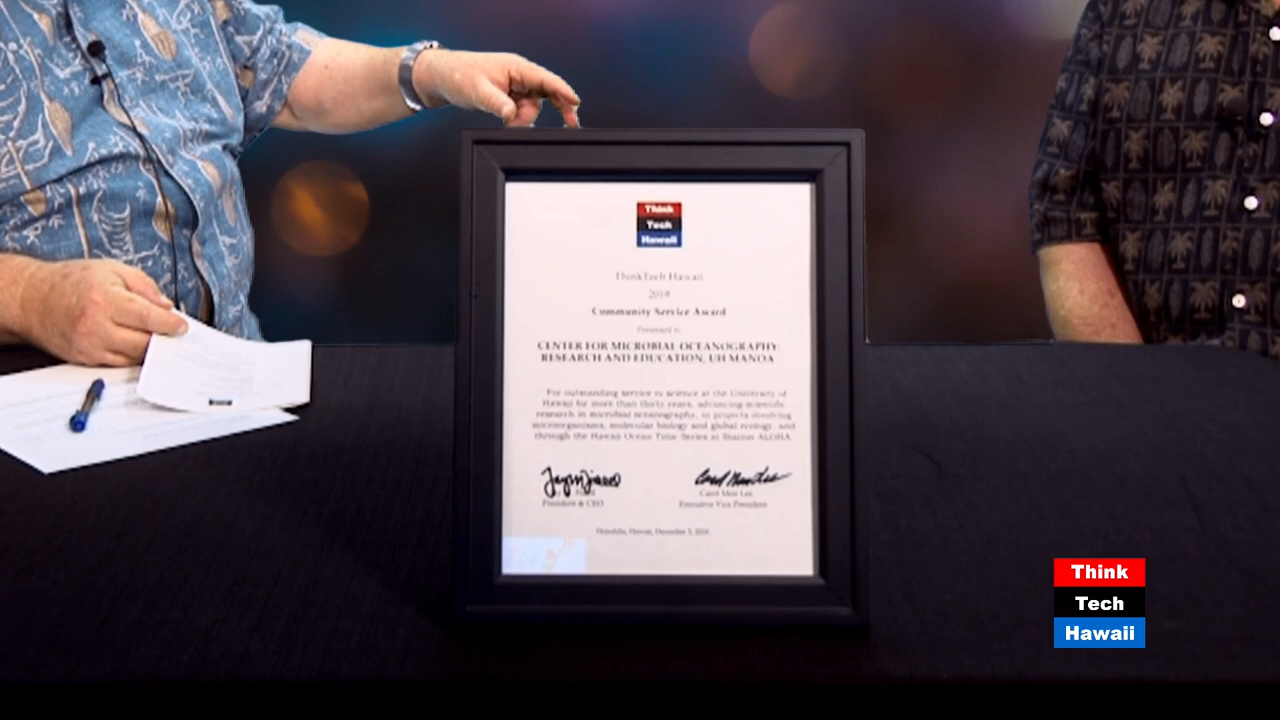 Think
Tech
Hawaii
ThinkTech Hawaii
2018
Community Service Award
Presented to
CENTER FOR MICROBIAL OCEANOGRAPHY:
RESEARCH AND EDUCATION, UH MANOA
For outstanding service to science at the University of
Hawaii for more than thirty years, advancing scientific
research in microbial oceanography, in projects involving
microorganisms, molecular biology and global ecology, and
through the Hawaii Ocean Time Series at Station ALOHA
President & CEO
Carol Mon Lee
Executive Vice President
Honolulu, Hawaii, December 3, 2018
Think
Tech
Hawaii